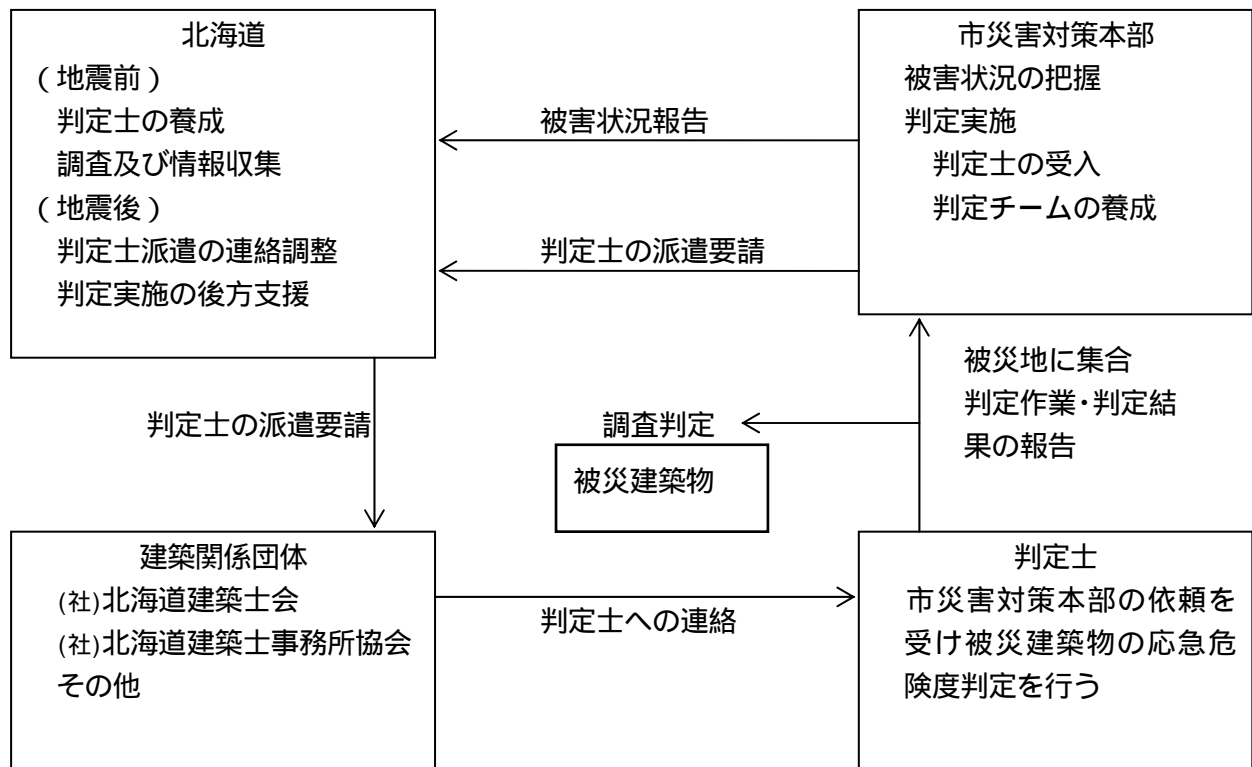 北海道
(地震前)
判定士の養成
調査及び情報収集
(地震後)
判定士派遣の連絡調整
判定実施の後方支援
被害状況報告
判定士の派遣要請
市災害対策本部
被害状況の把握
判定実施
判定士の受入
判定チームの養成
判定士の派遣要請
調査判定
被災建築物
被災地に集合
判定作業・判定結
果の報告
建築関係団体
(社)北海道建築士会
(社)北海道建築士事務所協会
その他
判定士への連絡
判定士
市災害対策本部の依頼を
受け被災建築物の応急危
険度判定を行う